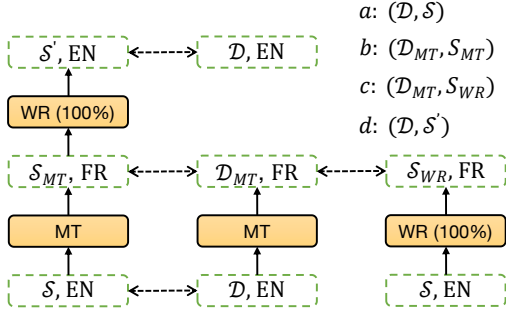 a: (𝒟, 𝒮)
b: (𝒟_MT, S_MT)
c: (𝒟_MT, S_WR)
d: (𝒟, 𝒮')
𝒮', EN 𝒟, EN
WR (100%)
𝒮_MT, FR 𝒟_MT, FR 𝒮_WR, FR
MT MT WR (100%)
𝒮, EN 𝒟, EN 𝒮, EN